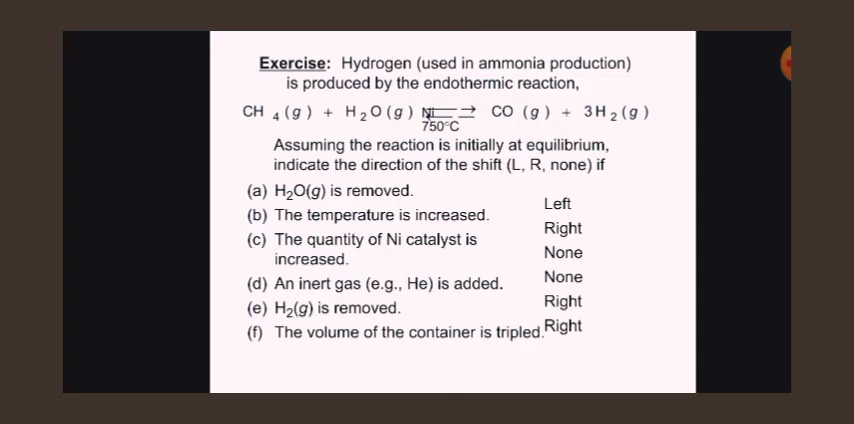 Exercise: Hydrogen (used in ammonia production)
is produced by the endothermic reaction,
CH 4 (g) + H2O(g) Ni ⇌ CO (g) + 3H2(g)
750°C
Assuming the reaction is initially at equilibrium,
indicate the direction of the shift (L, R, none) if
(a) H2O(g) is removed.
Left
(b) The temperature is increased.
Right
(c) The quantity of Ni catalyst is
increased.
None
(d) An inert gas (e.g., He) is added.
None
(e) H2(g) is removed.
Right
(f) The volume of the container is tripled. Right